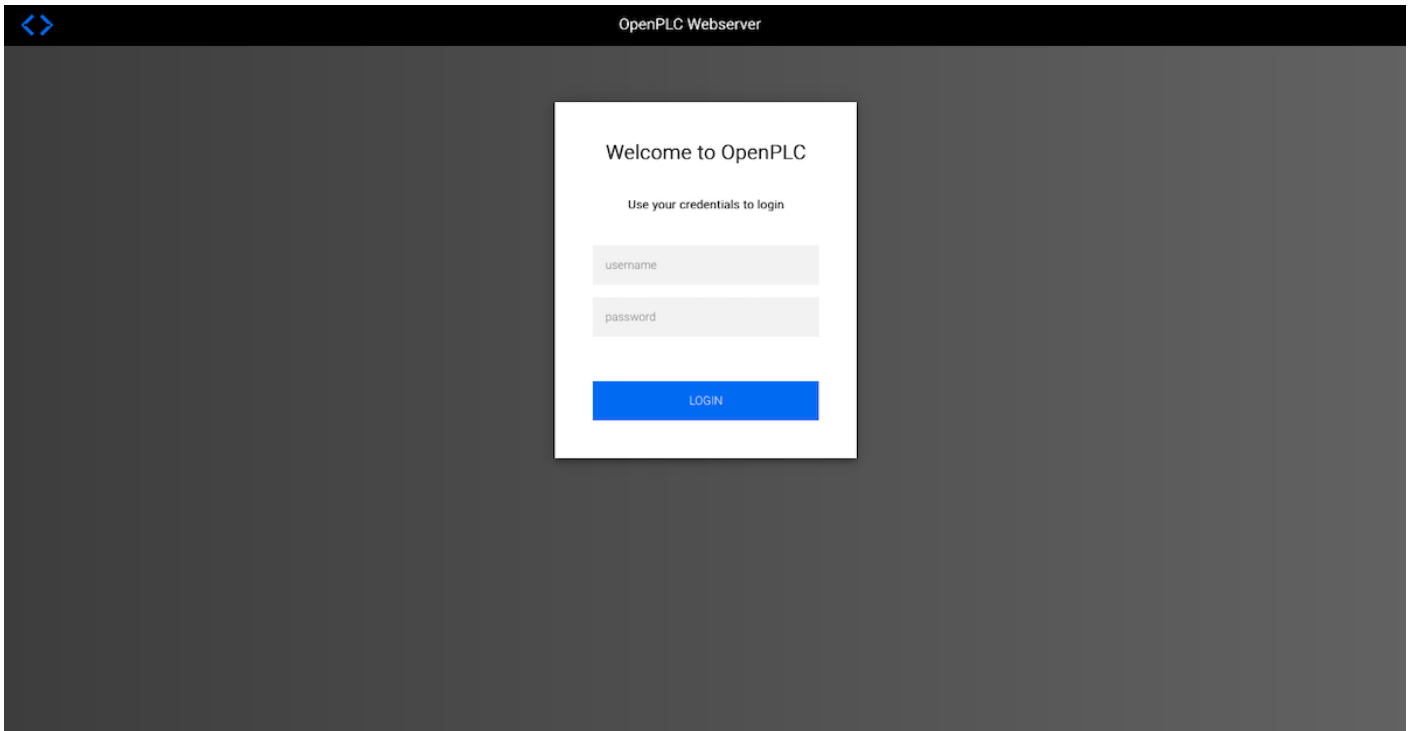 OpenPLC Webserver
Welcome to OpenPLC
Use your credentials to login
username
password
LOGIN